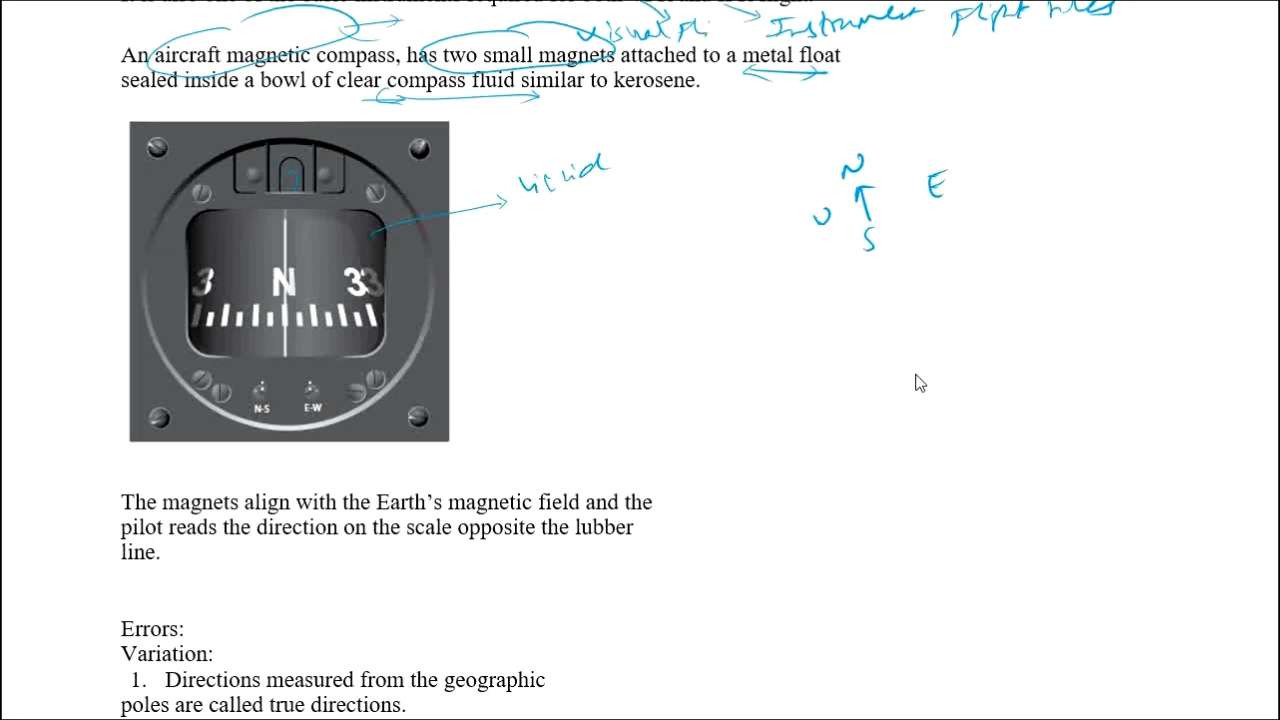 Instrument flight rules
An aircraft magnetic compass, has two small magnets attached to a metal float
sealed inside a bowl of clear compass fluid similar to kerosene.
liquid
N
E
S
3 N 33
N-S E-W
The magnets align with the Earth’s magnetic field and the
pilot reads the direction on the scale opposite the lubber
line.
Errors:
Variation:
1. Directions measured from the geographic
poles are called true directions.